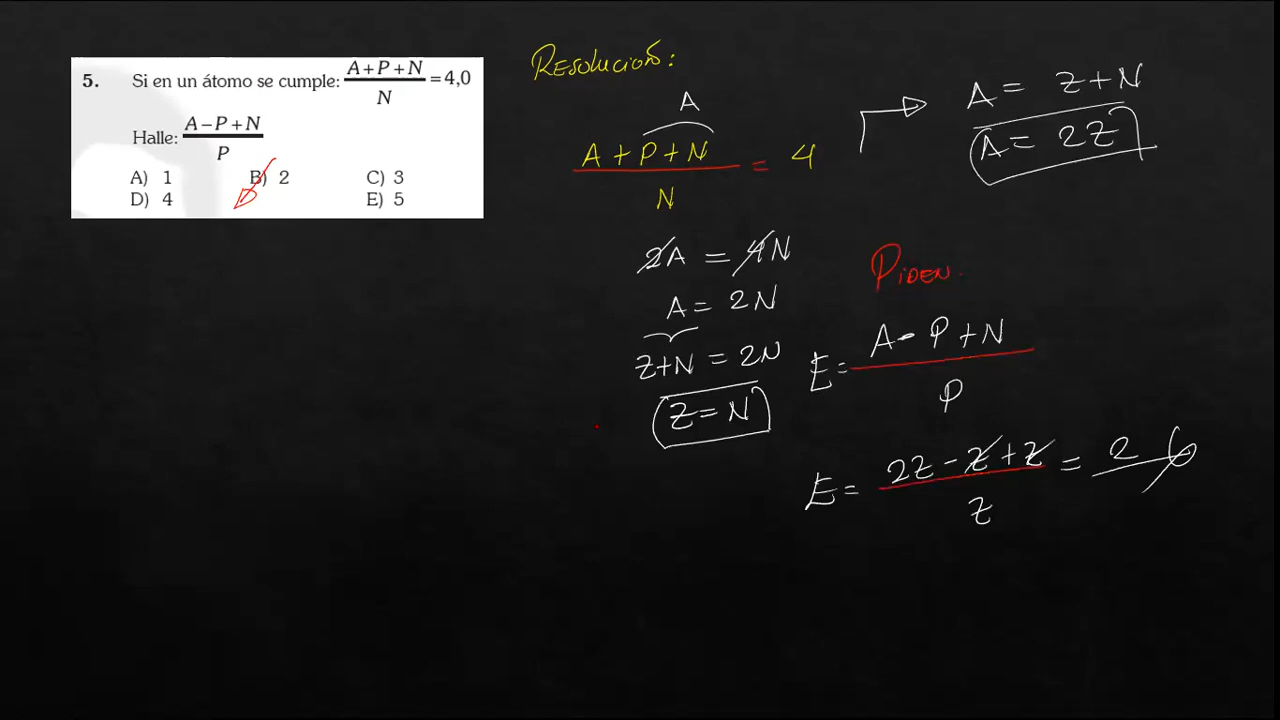 5. Si en un átomo se cumple: (A+P+N)/N = 4,0
Halle: (A−P+N)/P
A) 1 B) 2 C) 3
D) 4 E) 5
Resolución:
A
A + P + N
= 4
N
2A = 4N
A = 2N
Z+N = 2N
Z = N
A = Z+N
A = 2Z
Piden.
E = (A - P + N)/P
E = (2Z - Z + Z)/Z = 2